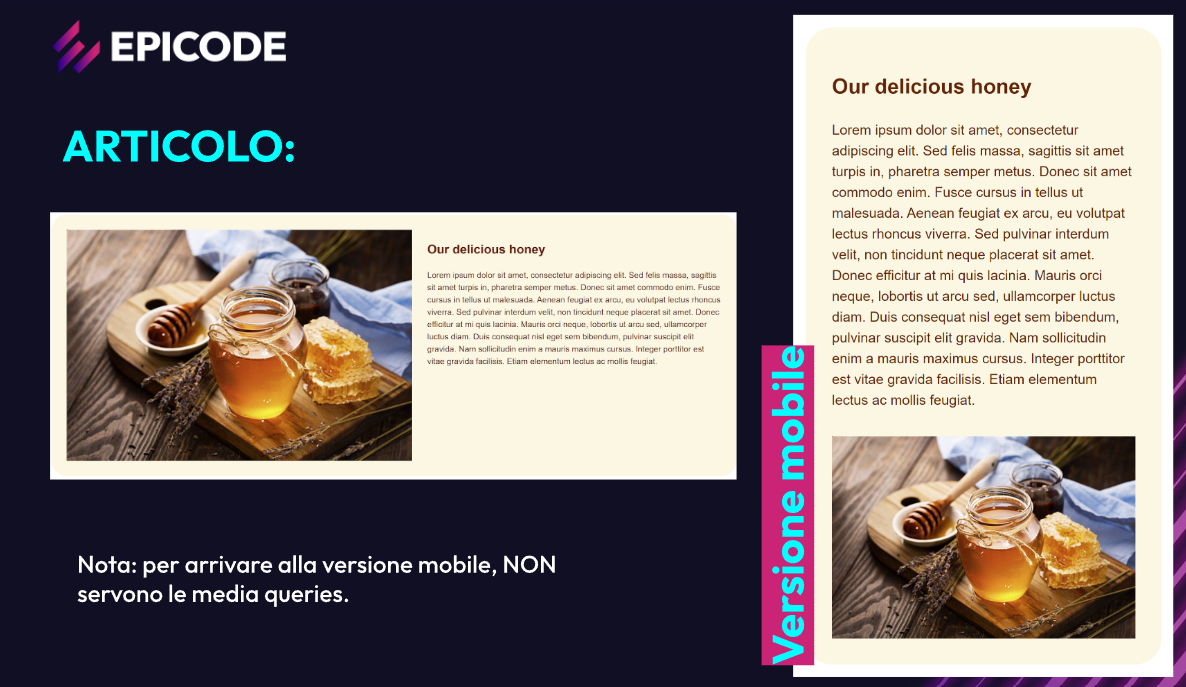 EPICODE
ARTICOLO:
Our delicious honey
Lorem ipsum dolor sit amet, consectetur adipiscing elit. Sed felis massa, sagittis
sit amet turpis in, pharetra semper metus. Donec sit amet commodo enim. Fusce
cursus in tellus ut malesuada. Aenean feugiat ex arcu, eu volutpat lectus rhoncus
viverra. Sed pulvinar interdum velit, non tincidunt neque placerat sit amet. Donec
efficitur at mi quis lacinia. Mauris orci neque, lobortis ut arcu sed, ullamcorper
luctus diam. Duis consequat nisl eget sem bibendum, pulvinar suscipit elit
gravida. Nam sollicitudin enim a mauris maximus cursus. Integer porttitor est
vitae gravida facilisis. Etiam elementum lectus ac mollis feugiat.
Nota: per arrivare alla versione mobile, NON
servono le media queries.
Versione mobile
Our delicious honey
Lorem ipsum dolor sit amet, consectetur
adipiscing elit. Sed felis massa, sagittis sit amet
turpis in, pharetra semper metus. Donec sit amet
commodo enim. Fusce cursus in tellus ut
malesuada. Aenean feugiat ex arcu, eu volutpat
lectus rhoncus viverra. Sed pulvinar interdum
velit, non tincidunt neque placerat sit amet.
Donec efficitur at mi quis lacinia. Mauris orci
neque, lobortis ut arcu sed, ullamcorper luctus
diam. Duis consequat nisl eget sem bibendum,
pulvinar suscipit elit gravida. Nam sollicitudin
enim a mauris maximus cursus. Integer porttitor
est vitae gravida facilisis. Etiam elementum
lectus ac mollis feugiat.